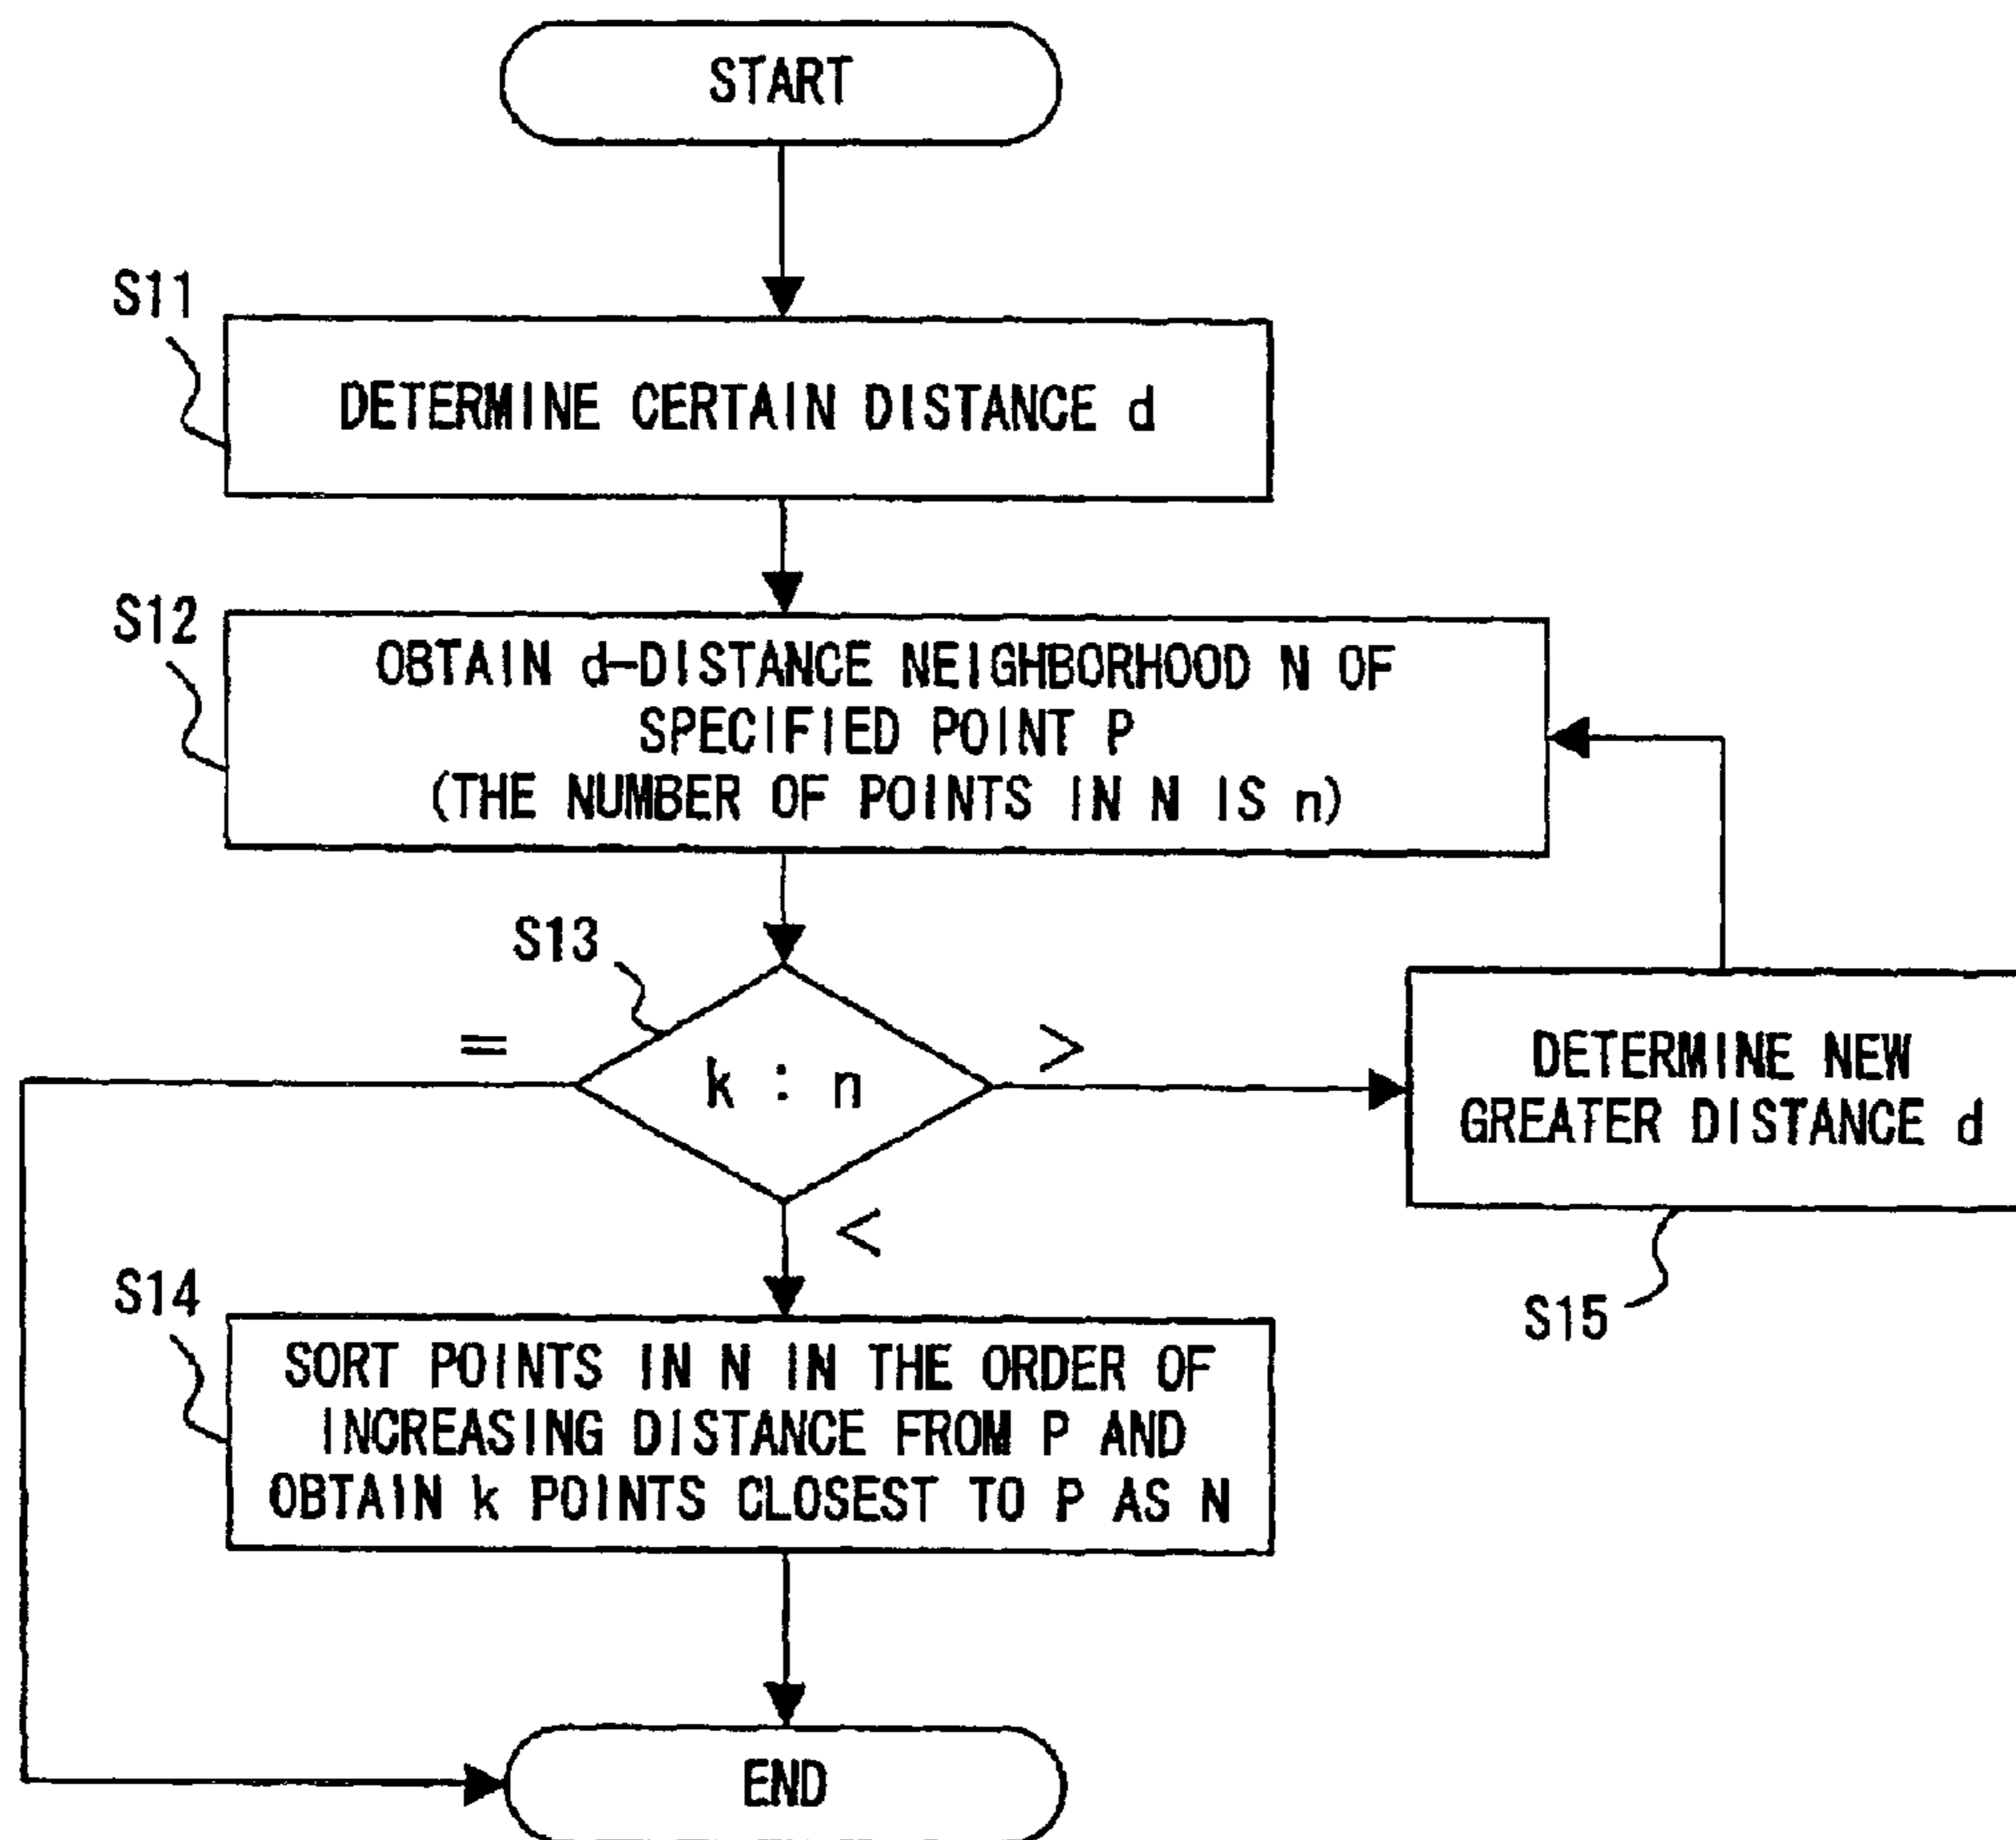 START
S11
DETERMINE CERTAIN DISTANCE d
S12
OBTAIN d-DISTANCE NEIGHBORHOOD N OF
SPECIFIED POINT P
(THE NUMBER OF POINTS IN N IS n)
S13
=
k : n
>
DETERMINE NEW
GREATER DISTANCE d
<
S15
S14
SORT POINTS IN N IN THE ORDER OF
INCREASING DISTANCE FROM P AND
OBTAIN k POINTS CLOSEST TO P AS N
END